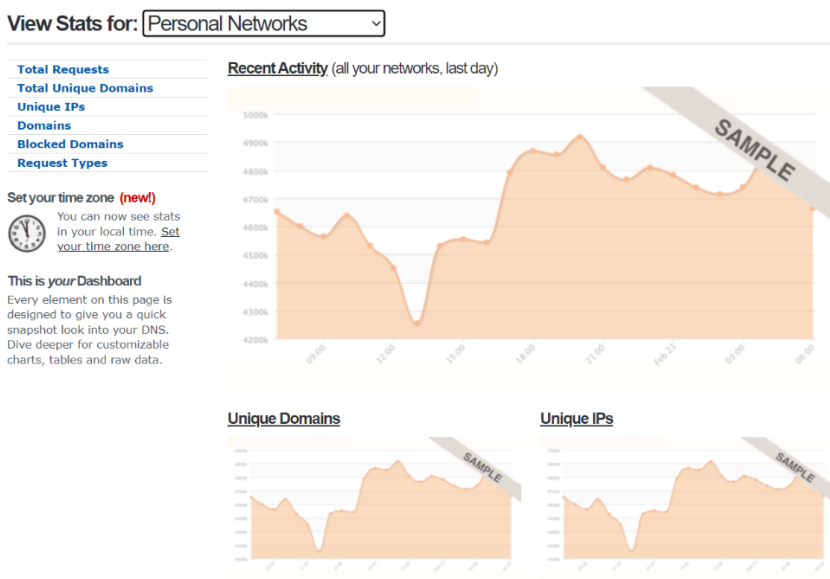 View Stats for: Personal Networks
Total Requests
Total Unique Domains
Unique IPs
Domains
Blocked Domains
Request Types
Set your time zone (new!)
You can now see stats
in your local time. Set
your time zone here.
This is your Dashboard
Every element on this page is
designed to give you a quick
snapshot look into your DNS.
Dive deeper for customizable
charts, tables and raw data.
Recent Activity (all your networks, last day)
SAMPLE
5000k
4900k
4800k
4700k
4600k
4500k
4400k
4300k
4200k
09:00
12:00
15:00
18:00
21:00
Feb 23
03:00
06:00
Unique Domains
SAMPLE
Unique IPs
SAMPLE